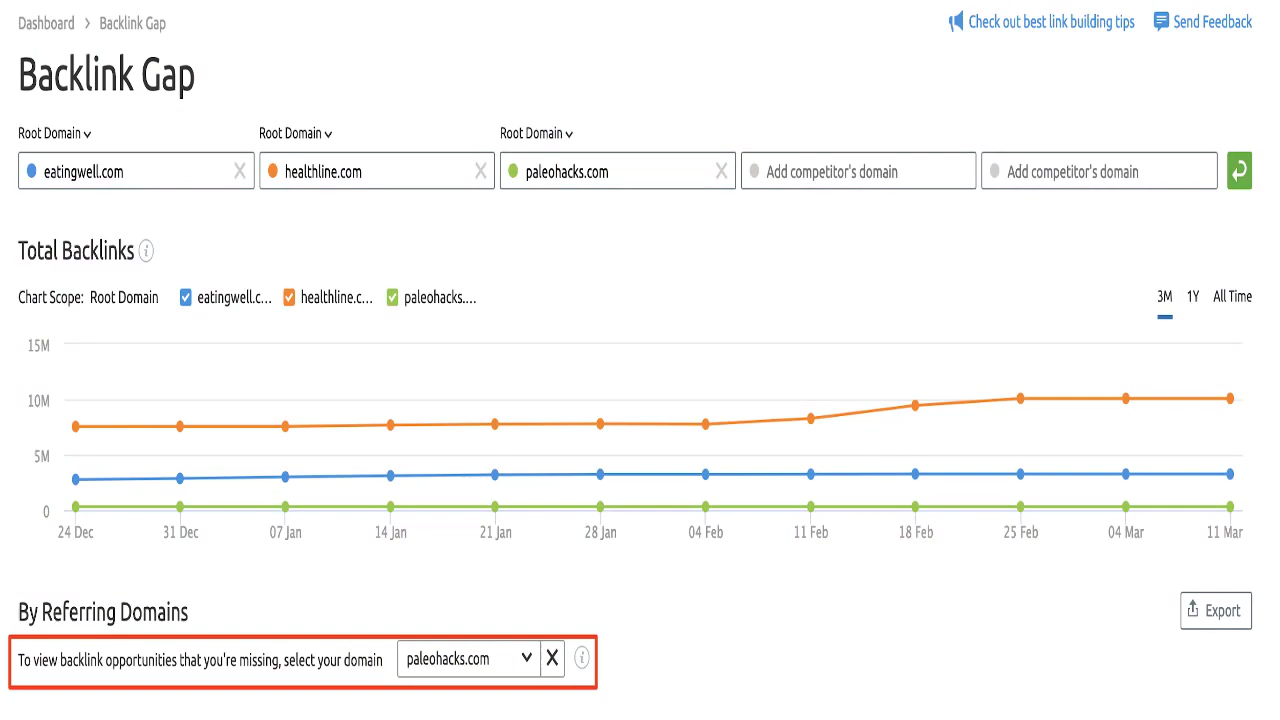 Dashboard > Backlink Gap
Check out best link building tips Send Feedback
Backlink Gap
Root Domain Root Domain Root Domain
eatingwell.com healthline.com paleohacks.com Add competitor's domain Add competitor's domain
Total Backlinks i
Chart Scope: Root Domain eatingwell.c... healthline.c... paleohacks.... 3M 1Y All Time
15M
10M
5M
0
24 Dec 31 Dec 07 Jan 14 Jan 21 Jan 28 Jan 04 Feb 11 Feb 18 Feb 25 Feb 04 Mar 11 Mar
By Referring Domains Export
To view backlink opportunities that you're missing, select your domain paleohacks.com X i